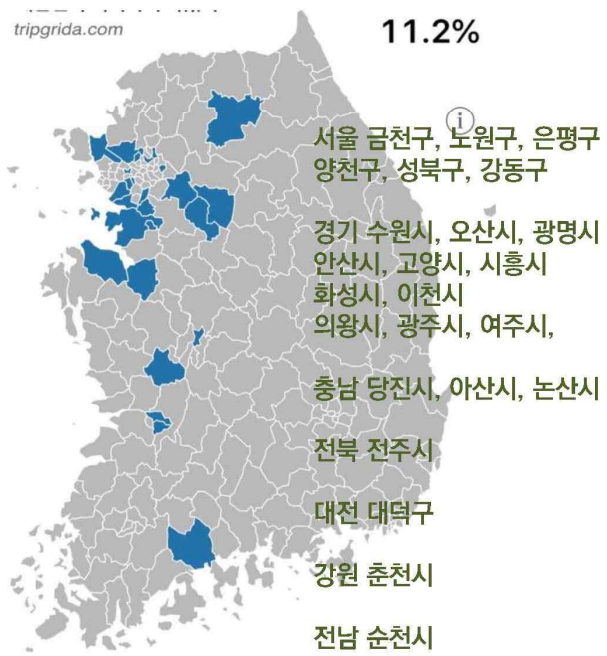 tripgrida.com
11.2%
서울 금천구, 노원구, 은평구
양천구, 성북구, 강동구
경기 수원시, 오산시, 광명시
안산시, 고양시, 시흥시
화성시, 이천시
의왕시, 광주시, 여주시,
충남 당진시, 아산시, 논산시
전북 전주시
대전 대덕구
강원 춘천시
전남 순천시